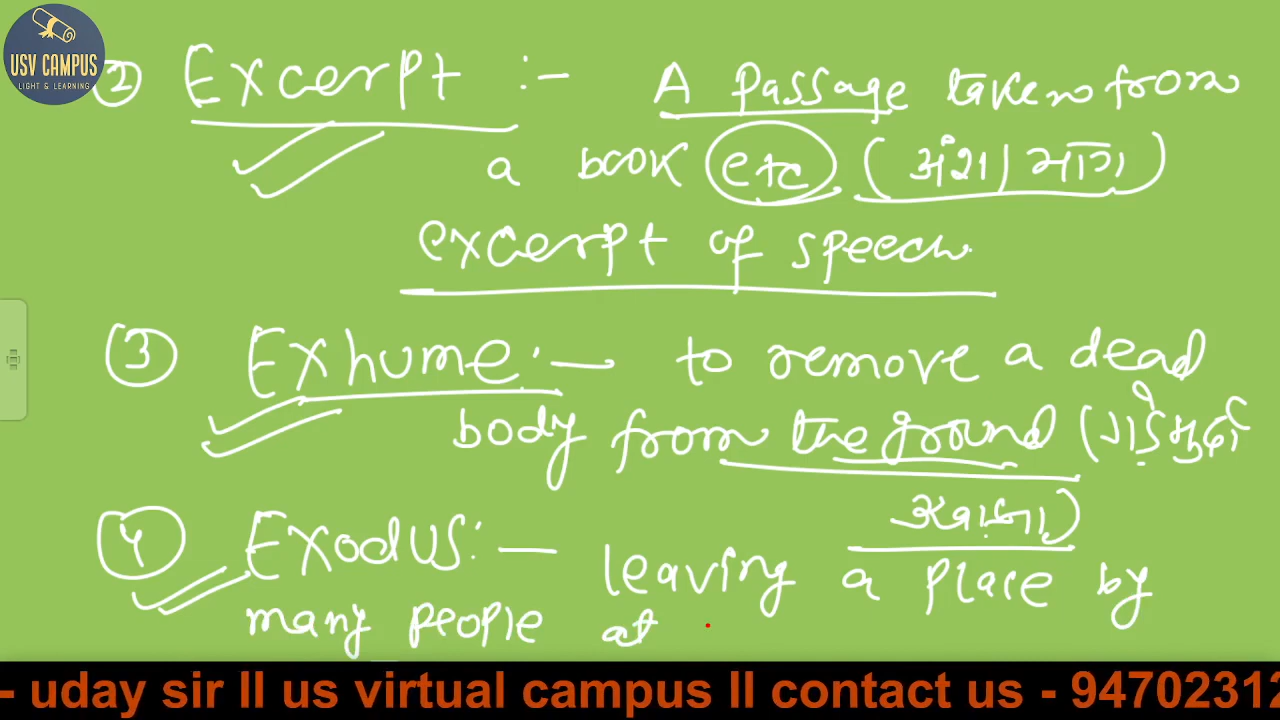 USV CAMPUS
LIGHT & LEARNING
② Excerpt :- A passage taken from
a book etc (अंश / भाग)
excerpt of speech
③ Exhume :- to remove a dead
body from the ground (गड़े मुर्दे
उखाड़ना)
④ Exodus :- leaving a place by
many people at
- uday sir II us virtual campus II contact us - 94702312